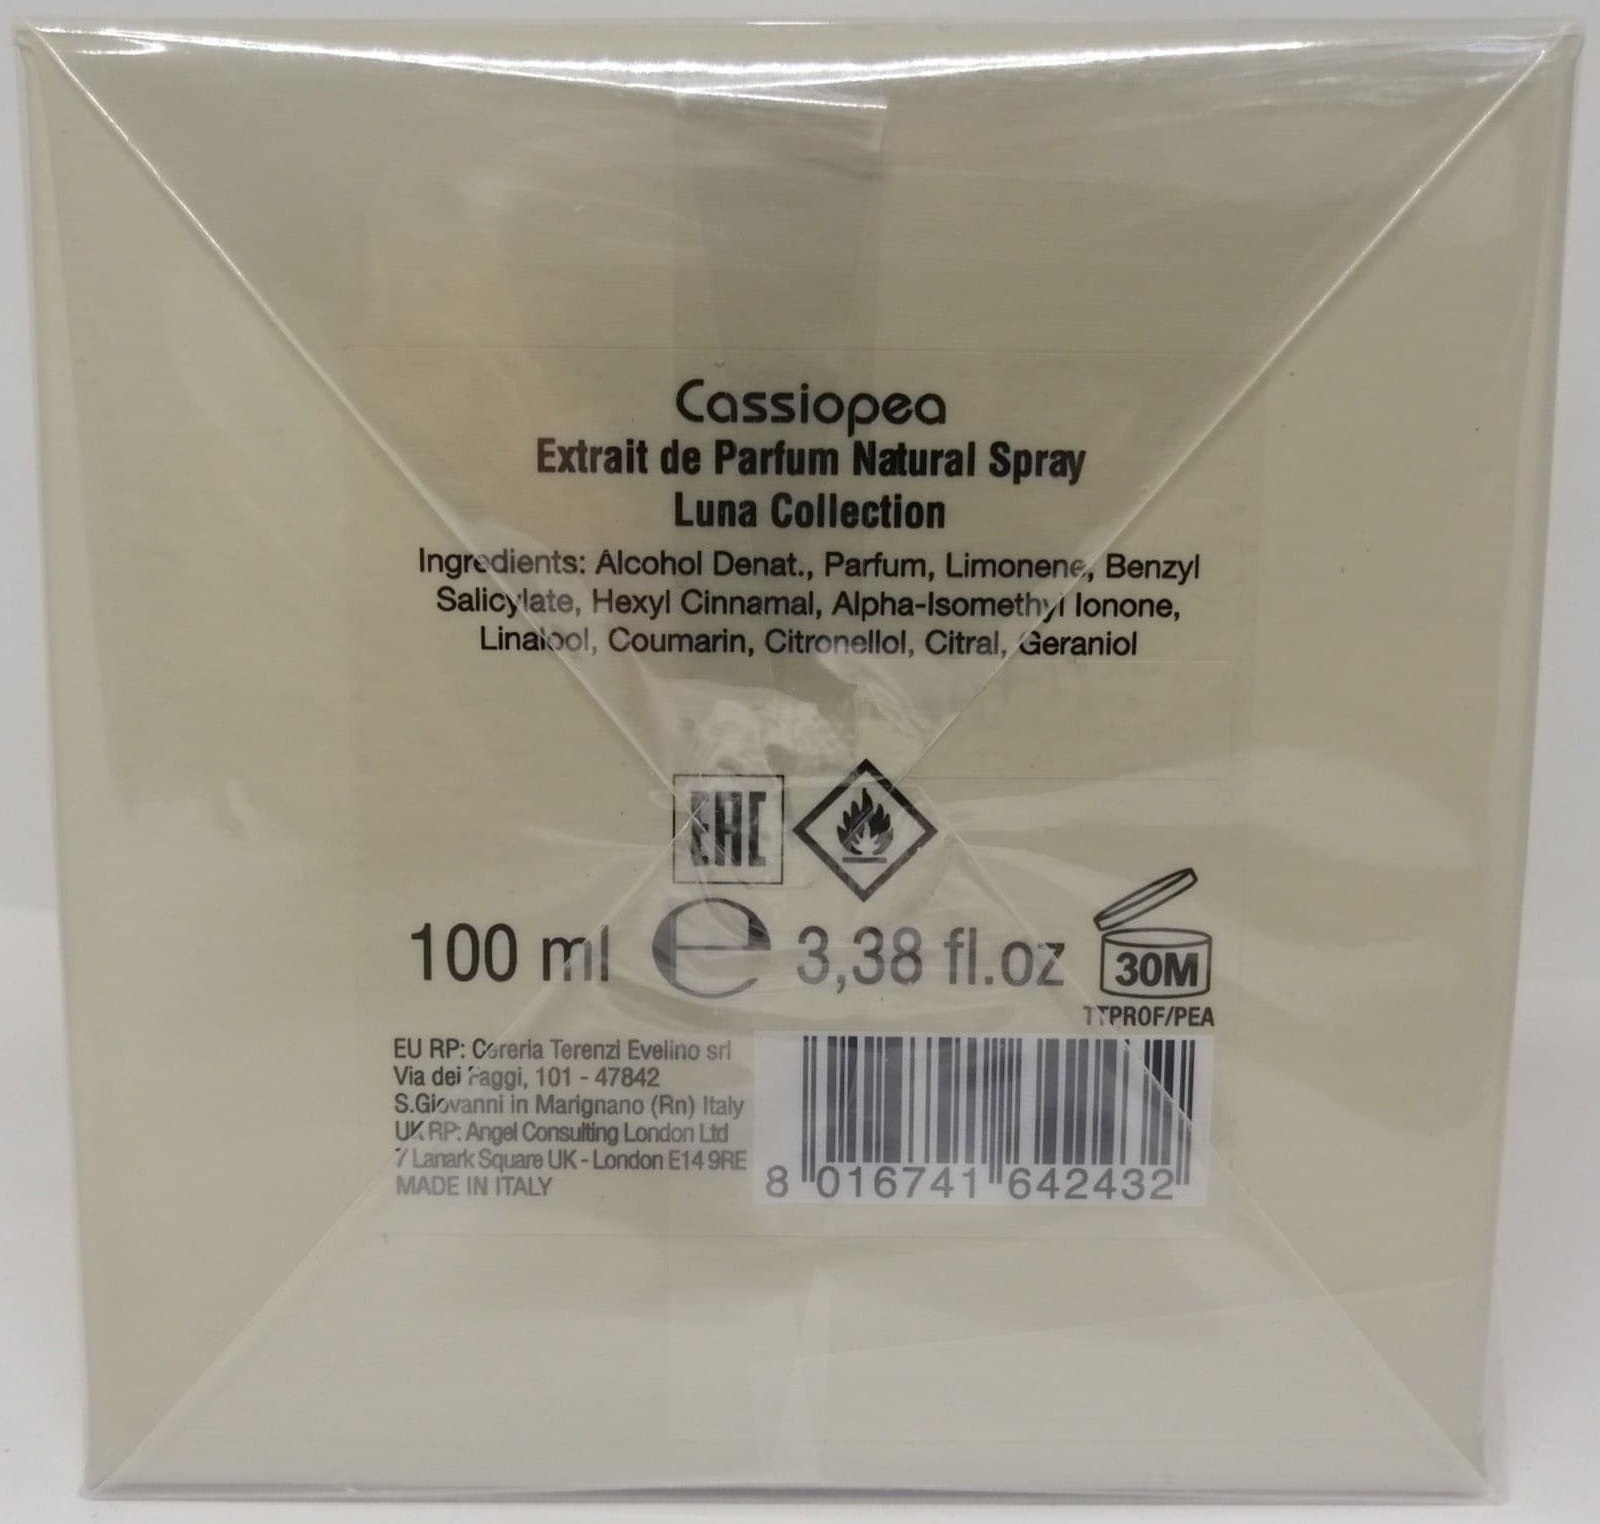 Cassiopea
Extrait de Parfum Natural Spray
Luna Collection
Ingredients: Alcohol Denat., Parfum, Limonene, Benzyl
Salicylate, Hexyl Cinnamal, Alpha-Isomethyl Ionone,
Linalool, Coumarin, Citronellol, Citral, Geraniol
EAC
100 ml e 3,38 fl.oz 30M
TTPROF/PEA
EU RP: Cereria Terenzi Evelino srl
Via dei Faggi, 101 - 47842
S.Giovanni in Marignano (Rn) Italy
UK RP: Angel Consulting London Ltd
7 Lanark Square UK - London E14 9RE
MADE IN ITALY
8 016741 642432